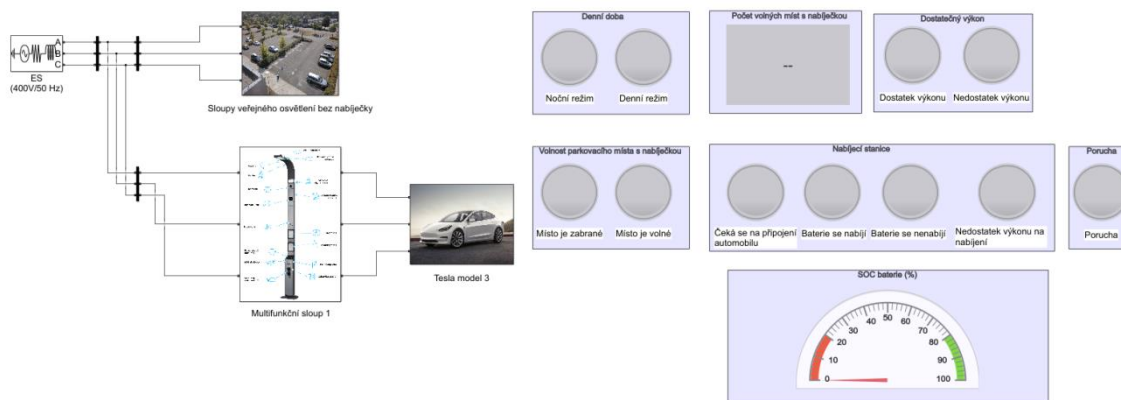 A
B
C
ES
(400V/50 Hz)
Sloupy veřejného osvětlení bez nabíječky
Multifunkční sloup 1
Tesla model 3
Denní doba
Noční režim
Denní režim
Počet volných míst s nabíječkou
--
Dostatečný výkon
Dostatek výkonu
Nedostatek výkonu
Volnost parkovacího místa s nabíječkou
Místo je zabrané
Místo je volné
Nabíjecí stanice
Čeká se na připojení
automobilu
Baterie se nabíjí
Baterie se nenabíjí
Nedostatek výkonu na
nabíjení
Porucha
Porucha
SOC baterie (%)
0
10
20
30
40
50
60
70
80
90
100